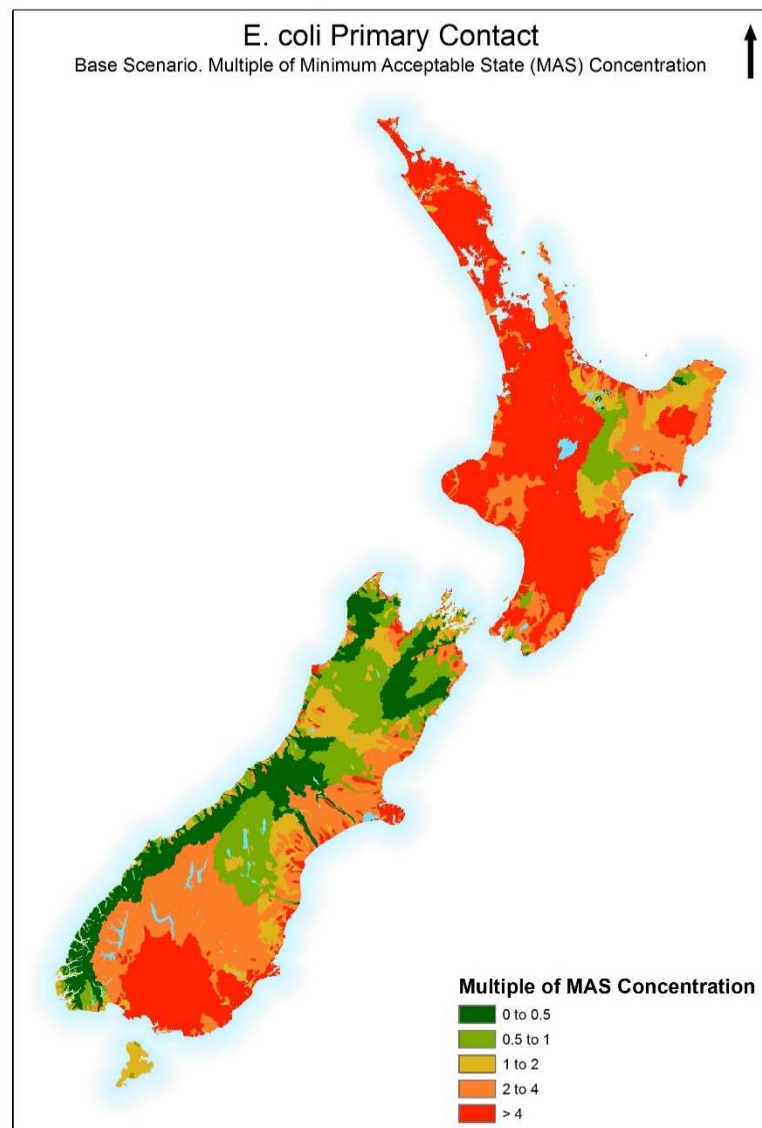 E. coli Primary Contact
Base Scenario. Multiple of Minimum Acceptable State (MAS) Concentration
Multiple of MAS Concentration
0 to 0.5
0.5 to 1
1 to 2
2 to 4
> 4